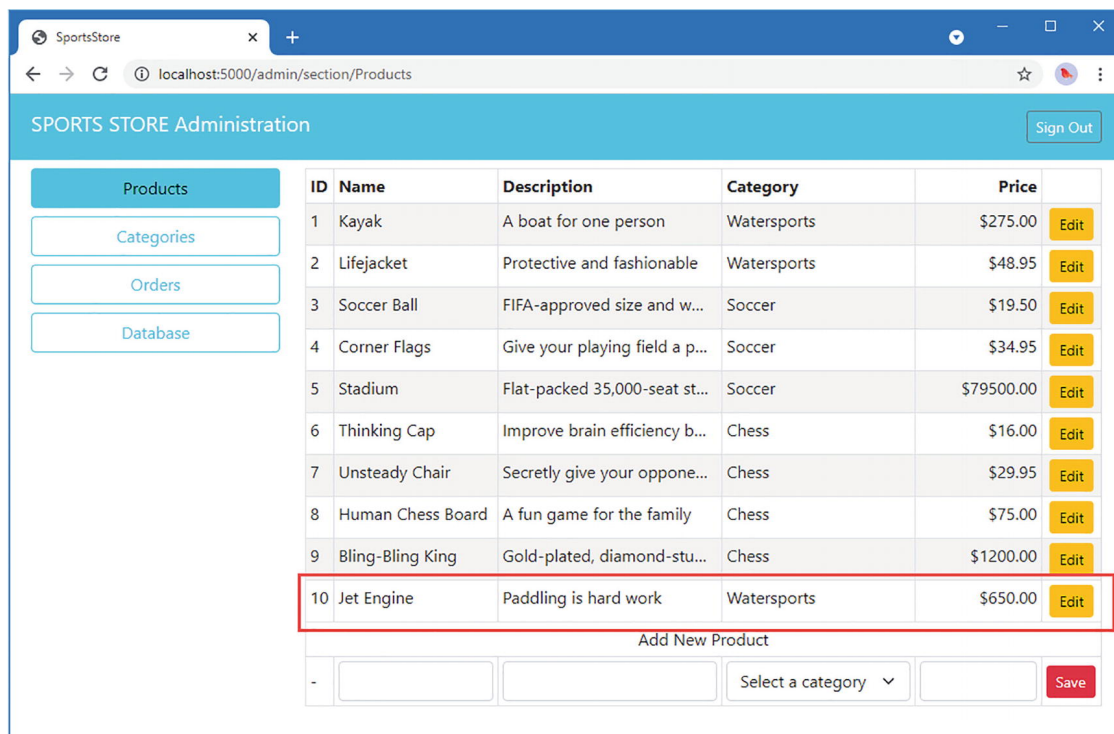 SportsStore
localhost:5000/admin/section/Products
SPORTS STORE Administration
Sign Out
Products
Categories
Orders
Database
ID Name Description Category Price
1 Kayak A boat for one person Watersports $275.00 Edit
2 Lifejacket Protective and fashionable Watersports $48.95 Edit
3 Soccer Ball FIFA-approved size and w... Soccer $19.50 Edit
4 Corner Flags Give your playing field a p... Soccer $34.95 Edit
5 Stadium Flat-packed 35,000-seat st... Soccer $79500.00 Edit
6 Thinking Cap Improve brain efficiency b... Chess $16.00 Edit
7 Unsteady Chair Secretly give your oppone... Chess $29.95 Edit
8 Human Chess Board A fun game for the family Chess $75.00 Edit
9 Bling-Bling King Gold-plated, diamond-stu... Chess $1200.00 Edit
10 Jet Engine Paddling is hard work Watersports $650.00 Edit
Add New Product
- Select a category Save